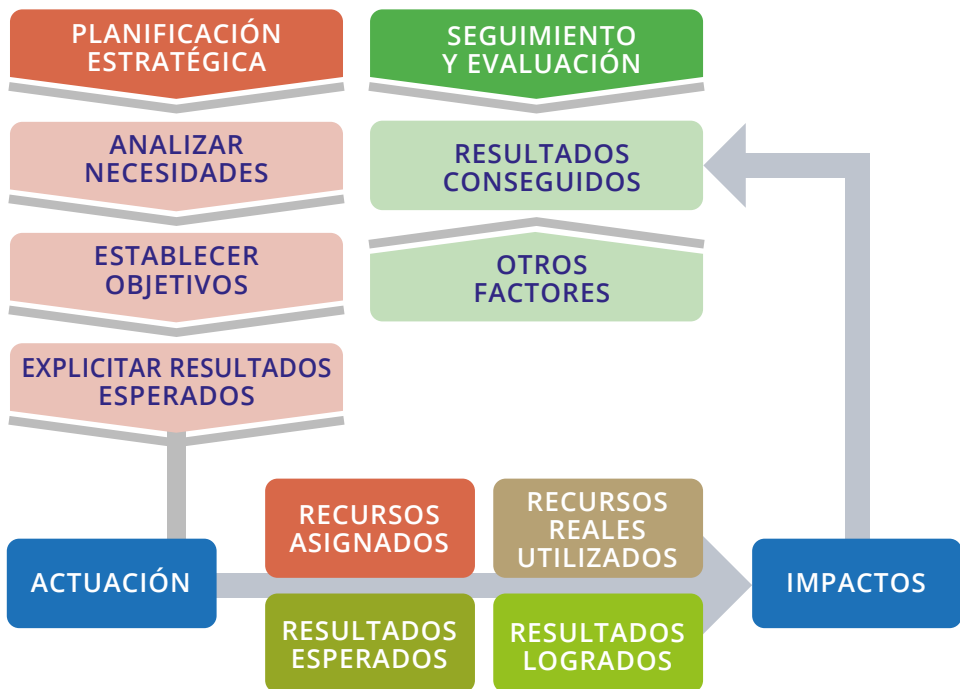 PLANIFICACIÓN
ESTRATÉGICA
ANALIZAR
NECESIDADES
ESTABLECER
OBJETIVOS
EXPLICITAR RESULTADOS
ESPERADOS
SEGUIMIENTO
Y EVALUACIÓN
RESULTADOS
CONSEGUIDOS
OTROS
FACTORES
ACTUACIÓN
RECURSOS
ASIGNADOS
RECURSOS
REALES
UTILIZADOS
RESULTADOS
ESPERADOS
RESULTADOS
LOGRADOS
IMPACTOS